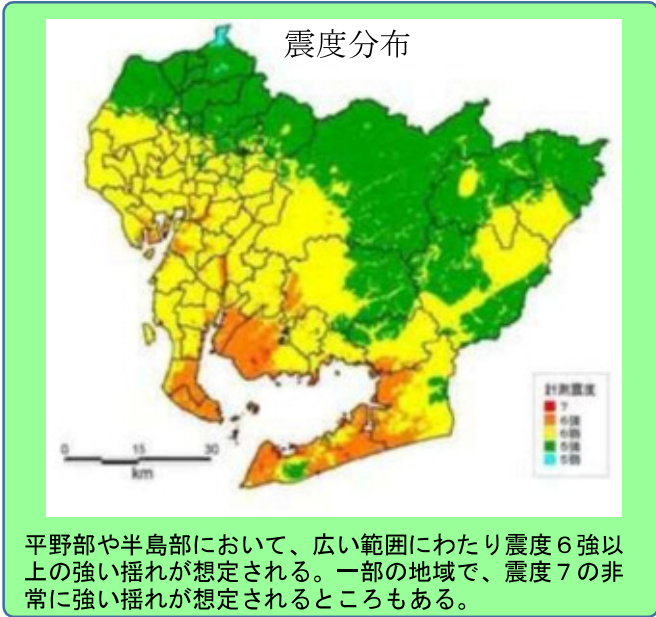 震度分布
計測震度
7
6強
6弱
5強
5弱
0 15 30
km
平野部や半島部において、広い範囲にわたり震度６強以
上の強い揺れが想定される。一部の地域で、震度７の非
常に強い揺れが想定されるところもある。